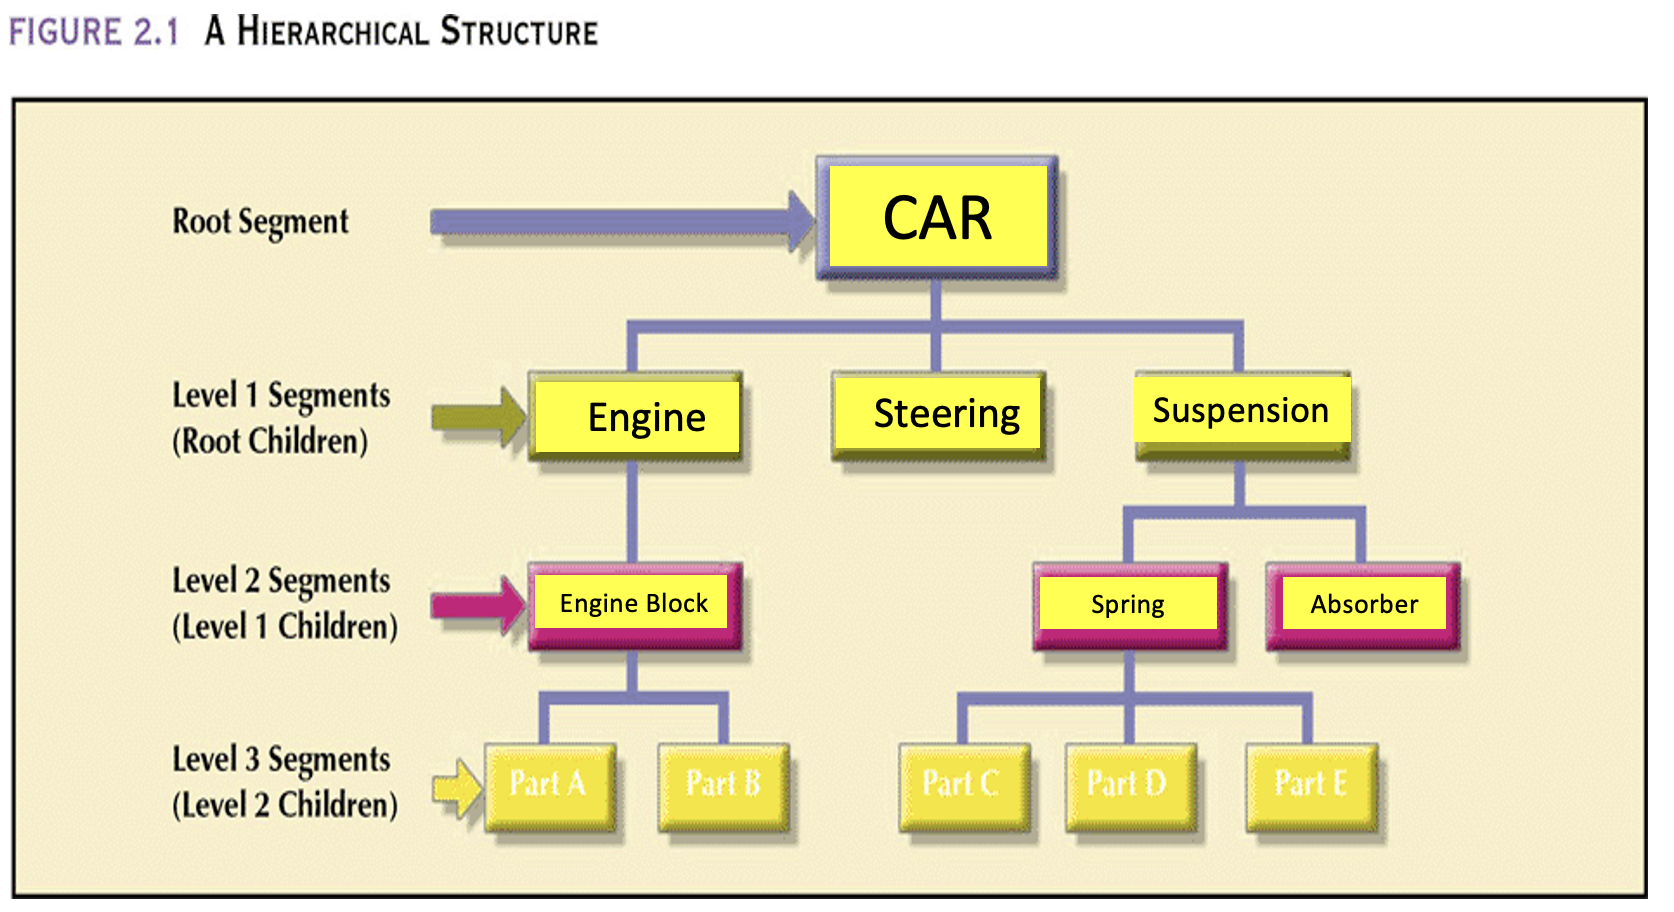 FIGURE 2.1 A HIERARCHICAL STRUCTURE
Root Segment
CAR
Level 1 Segments
(Root Children)
Engine
Steering
Suspension
Level 2 Segments
(Level 1 Children)
Engine Block
Spring
Absorber
Level 3 Segments
(Level 2 Children)
Part A
Part B
Part C
Part D
Part E